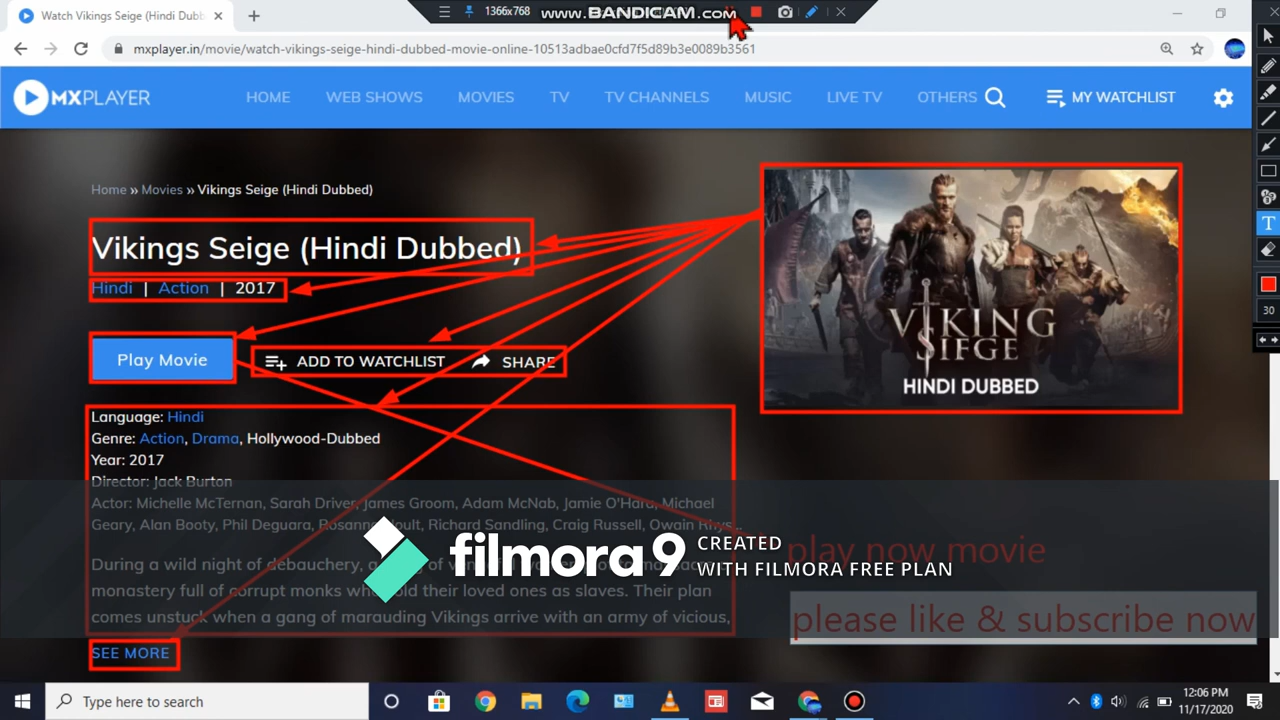 Watch Vikings Seige (Hindi Dubb
1366x768
www.BANDICAM.com
mxplayer.in/movie/watch-vikings-seige-hindi-dubbed-movie-online-10513adbae0cfd7f5d89b3e0089b3561
MXPLAYER
HOME WEB SHOWS MOVIES TV TV CHANNELS MUSIC LIVE TV OTHERS MY WATCHLIST
Home » Movies » Vikings Seige (Hindi Dubbed)
Vikings Seige (Hindi Dubbed)
Hindi | Action | 2017
Play Movie
ADD TO WATCHLIST SHARE
VIKING
SIEGE
HINDI DUBBED
Language: Hindi
Genre: Action, Drama, Hollywood-Dubbed
Year: 2017
Director: Jack Burton
Actor: Michelle McTernan, Sarah Driver, James Groom, Adam McNab, Jamie O'Hara, Michael
Geary, Alan Booty, Phil Deguara, Rosanna Hoult, Richard Sandling, Craig Russell, Owain Rhys...
During a wild night of debauchery, a
monastery full of corrupt monks who hold their loved ones as slaves. Their plan
comes unstuck when a gang of marauding Vikings arrive with an army of vicious,
SEE MORE
filmora9 CREATED
WITH FILMORA FREE PLAN
play now movie
please like & subscribe now
T
30
Type here to search
12:06 PM
11/17/2020